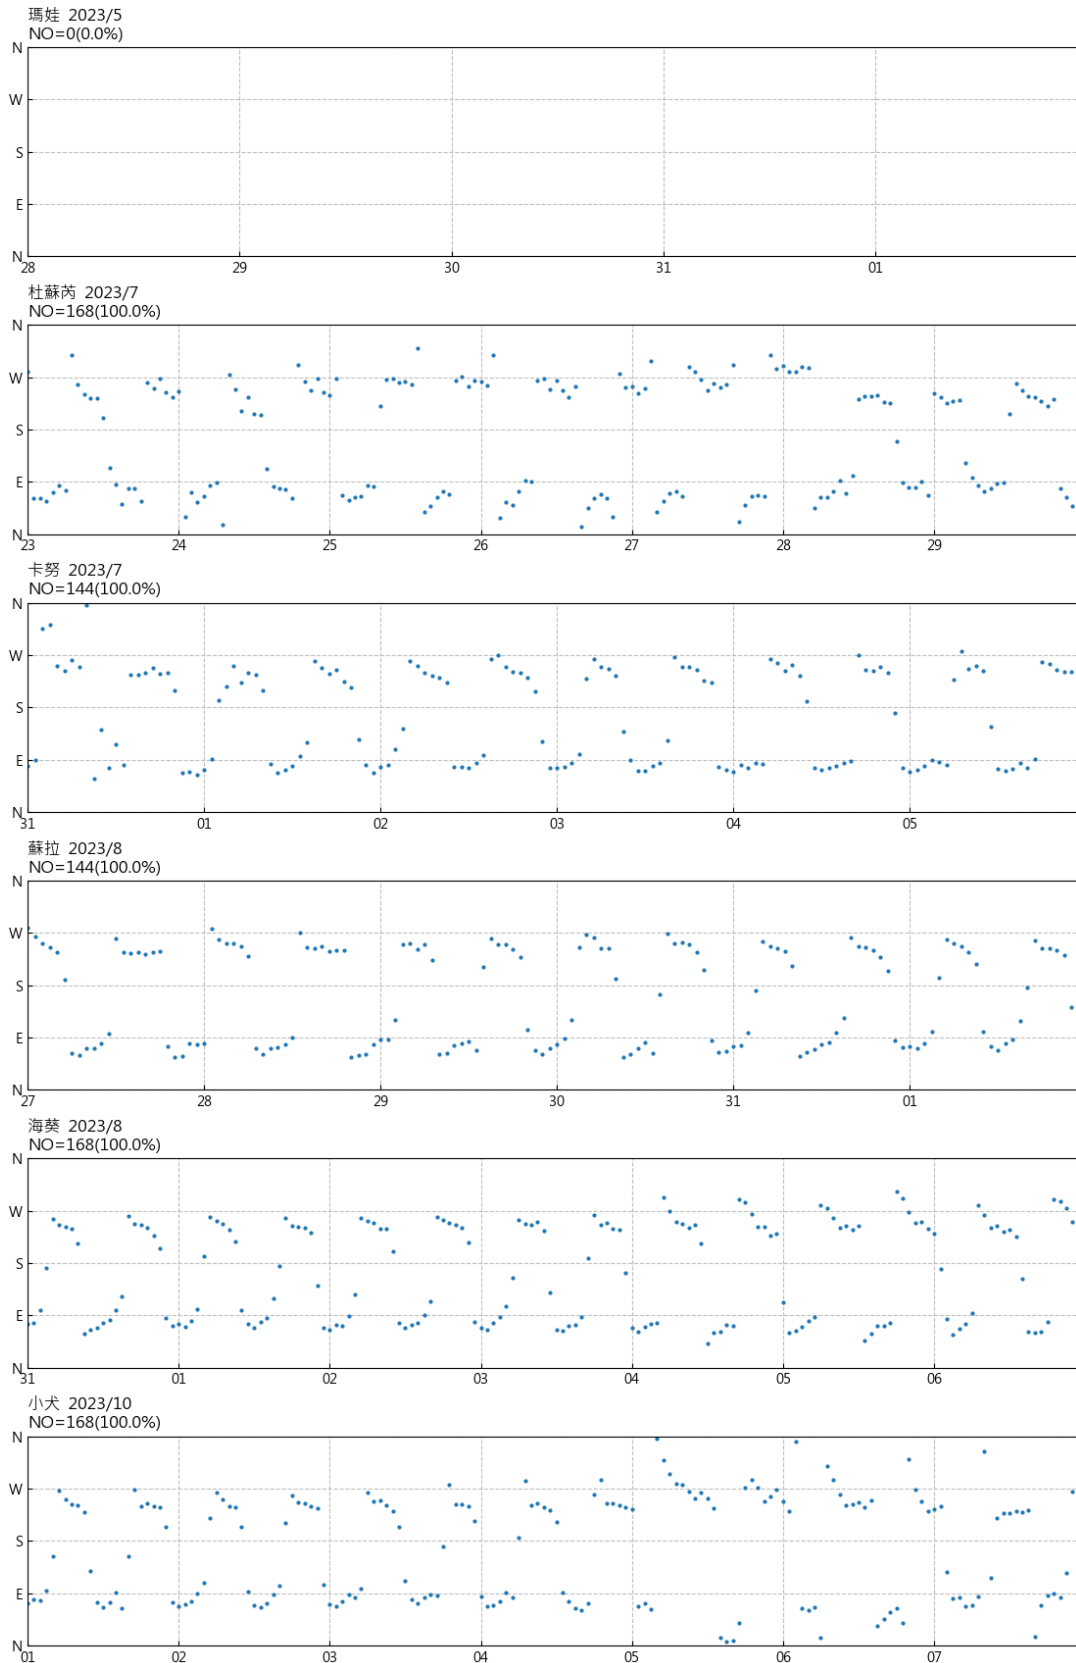 瑪娃 2023/5
NO=0(0.0%)
N
W
S
E
N
28 29 30 31 01
杜蘇芮 2023/7
NO=168(100.0%)
N
W
S
E
N
23 24 25 26 27 28 29
卡努 2023/7
NO=144(100.0%)
N
W
S
E
N
31 01 02 03 04 05
蘇拉 2023/8
NO=144(100.0%)
N
W
S
E
N
27 28 29 30 31 01
海葵 2023/8
NO=168(100.0%)
N
W
S
E
N
31 01 02 03 04 05 06
小犬 2023/10
NO=168(100.0%)
N
W
S
E
N
01 02 03 04 05 06 07